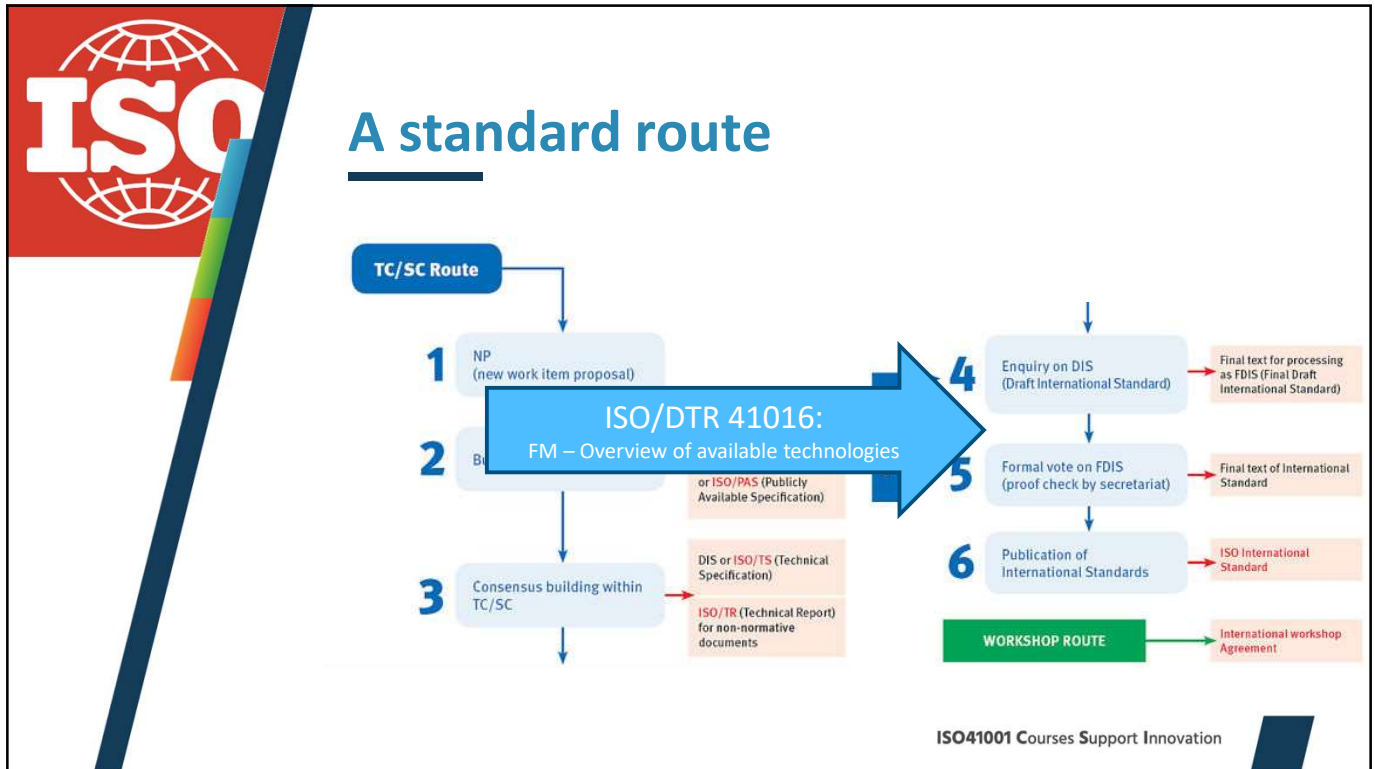 ISO
A standard route
TC/SC Route
1
NP
(new work item proposal)
2
ISO/DTR 41016:
FM – Overview of available technologies
or ISO/PAS (Publicly
Available Specification)
3
Consensus building within
TC/SC
DIS or ISO/TS (Technical
Specification)
ISO/TR (Technical Report)
for non-normative
documents
4
Enquiry on DIS
(Draft International Standard)
Final text for processing
as FDIS (Final Draft
International Standard)
5
Formal vote on FDIS
(proof check by secretariat)
Final text of International
Standard
6
Publication of
International Standards
ISO International
Standard
WORKSHOP ROUTE
International workshop
Agreement
ISO41001 Courses Support Innovation